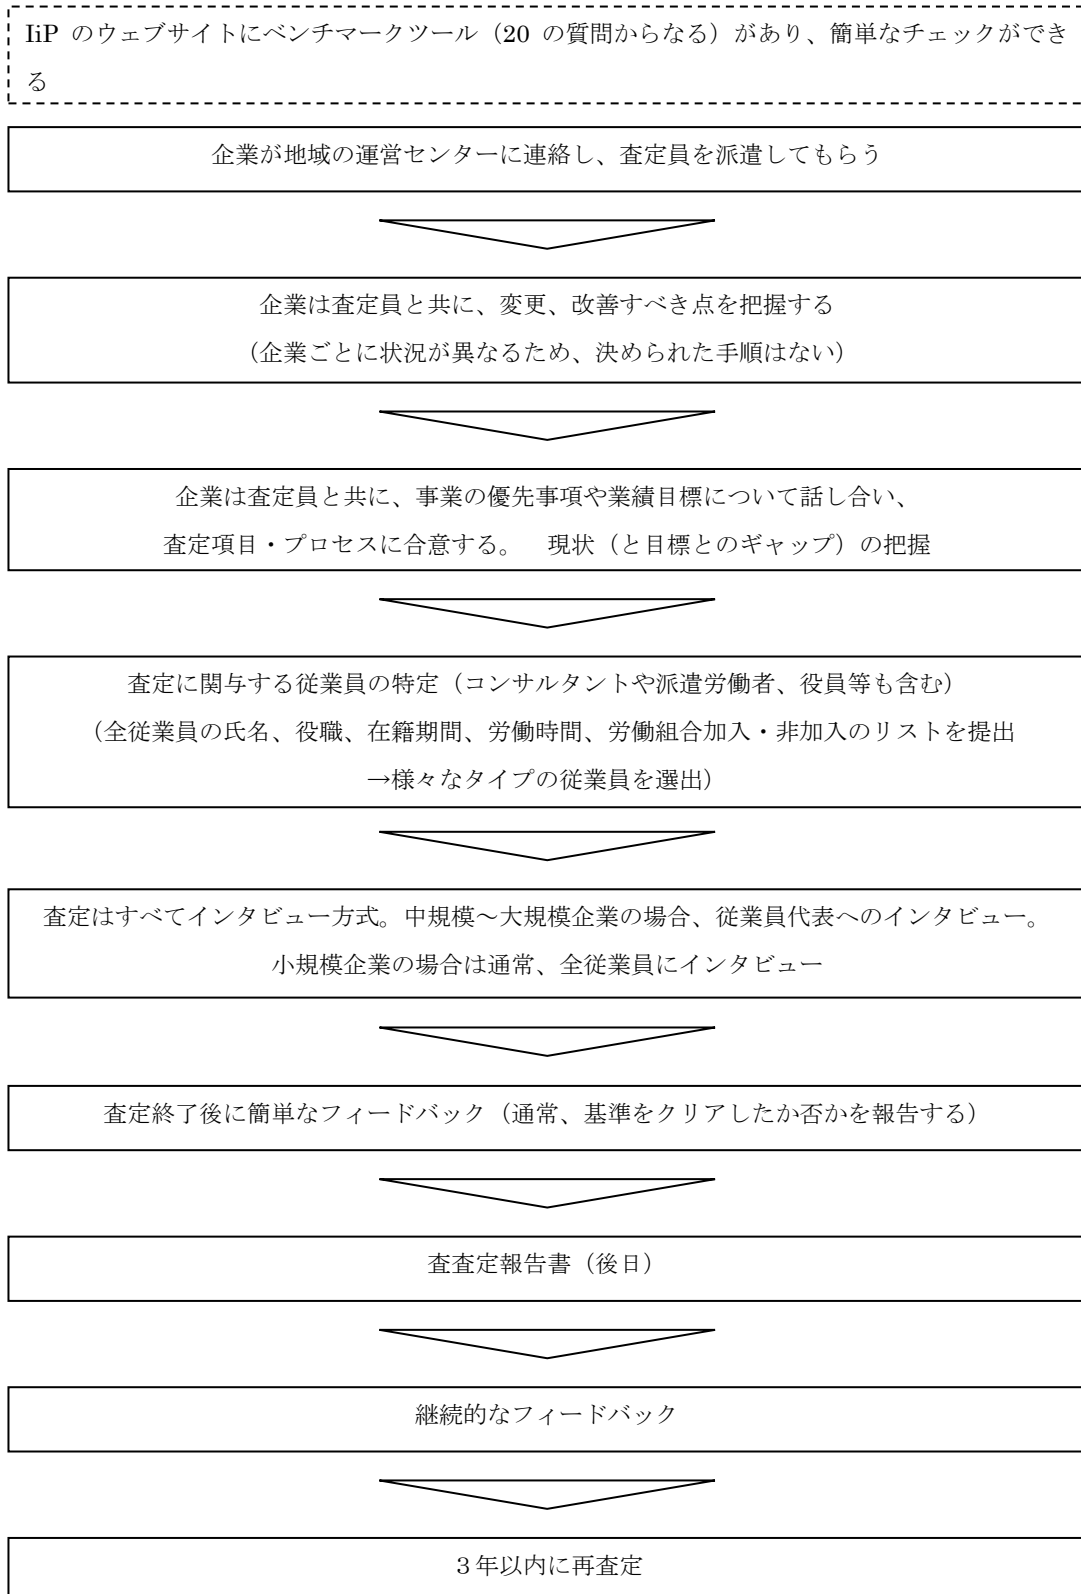 IiP のウェブサイトにベンチマークツール（20 の質問からなる）があり、簡単なチェックができ
る
企業が地域の運営センターに連絡し、査定員を派遣してもらう
企業は査定員と共に、変更、改善すべき点を把握する
（企業ごとに状況が異なるため、決められた手順はない）
企業は査定員と共に、事業の優先事項や業績目標について話し合い、
査定項目・プロセスに合意する。　現状（と目標とのギャップ）の把握
査定に関与する従業員の特定（コンサルタントや派遣労働者、役員等も含む）
（全従業員の氏名、役職、在籍期間、労働時間、労働組合加入・非加入のリストを提出
→様々なタイプの従業員を選出）
査定はすべてインタビュー方式。中規模～大規模企業の場合、従業員代表へのインタビュー。
小規模企業の場合は通常、全従業員にインタビュー
査定終了後に簡単なフィードバック（通常、基準をクリアしたか否かを報告する）
査査定報告書（後日）
継続的なフィードバック
３年以内に再査定